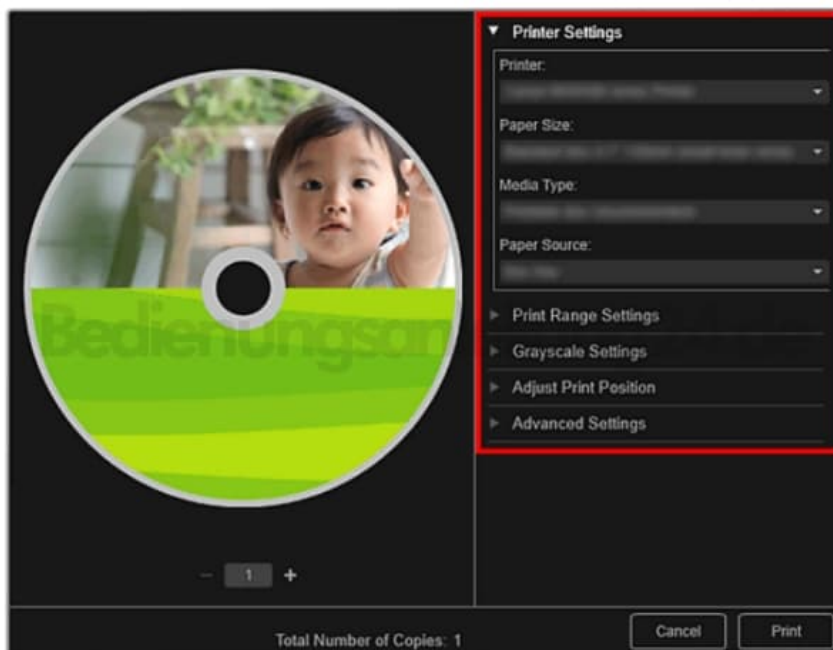 Printer Settings
Printer:
Paper Size:
Media Type:
Paper Source:
Print Range Settings
Grayscale Settings
Adjust Print Position
Advanced Settings
1
Total Number of Copies: 1
Cancel
Print